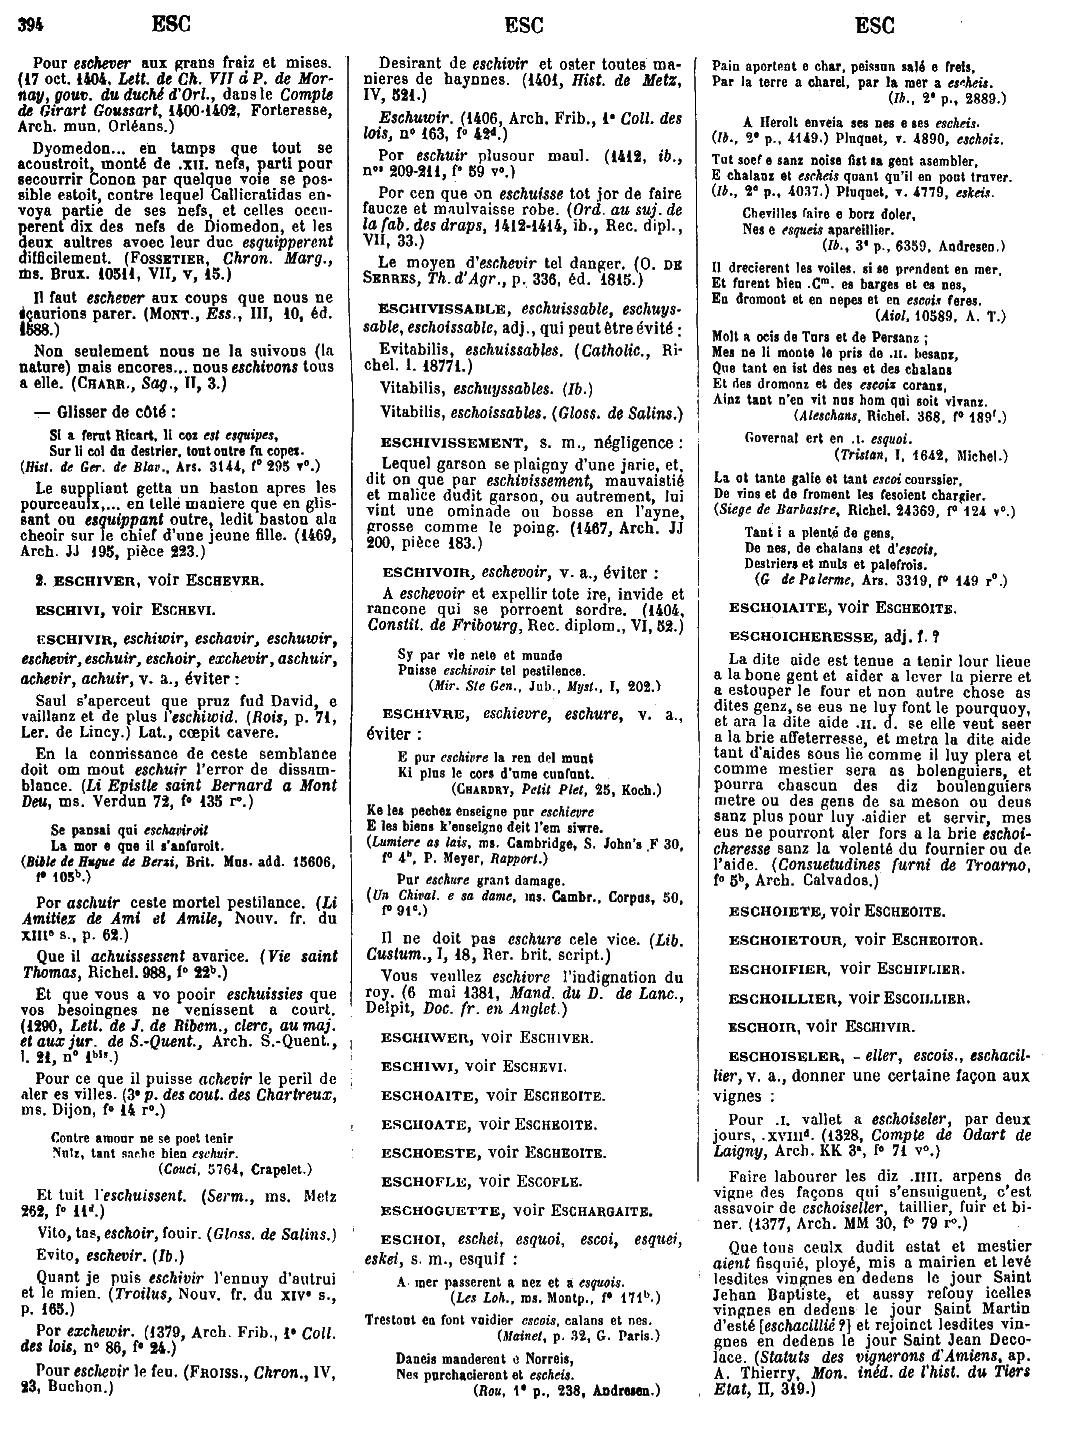 394 ESC ESC ESC
Pour eschever aux grans fraiz et mises.
(17 oct. 1404, Lett. de Ch. VII á P. de Mor-
nay, gouv. du duché d'Orl., dans le Compte
de Girart Goussart, 1400-1402, Forteresse,
Arch. mun. Orléans.)
Dyomedon... en tamps que tout se
acoustroit, monté de .XII. nefs, parti pour
secourrir Conon par quelque voie se pos-
sible estoit, contre lequel Callicratidas en-
voya partie de ses nefs, et celles occu-
perent dix des nefs de Diomedon, et les
deux aultres avoec leur duc esquipperent
difficilement. (FOSSETIER, Chron. Marg.,
ms. Brux. 10511, VII, v, 15.)
Il faut eschever aux coups que nous ne
sçaurions parer. (MONT., Ess., III, 10, éd.
1588.)
Non seulement nous ne la suivons (la
nature) mais encores... nous eschivons tous
a elle. (CHARR., Sag., II, 3.)
— Glisser de côté :
Si a ferut Ricart, li coz est esquipes,
Sur li col du destrier, tout outre fu copez.
(Hist. de Ger. de Blav., Ars. 3144, f° 295 v°.)
Le suppliant getta un baston apres les
pourceaulx,... en telle maniere que en glis-
sant ou esquippant outre, ledit baston ala
cheoir sur le chief d'une jeune fille. (1469,
Arch. JJ 195, pièce 223.)
2. ESCHIVER, voir ESCHEVER.
ESCHIVI, voir ESCHEVI.
ESCHIVIR, eschiwir, eschavir, eschuwir,
eschevir, eschuir, eschoir, exchevir, aschuir,
achevir, achuir, v. a., éviter :
Saul s'aperceut que pruz fud David, e
vaillanz et de plus l'eschiwid. (Rois, p. 71,
Ler. de Lincy.) Lat., cœpit cavere.
En la connissance de ceste semblance
doit om mout eschuir l'error de dissam-
blance. (Li Epistle saint Bernard a Mont
Deu, ms. Verdun 72, f° 135 r°.)
Se pansai qui eschaviroit
La mor e que il s'anfuroit.
(Bible de Hugue de Berzi, Brit. Mus. add. 15606,
f° 105b.)
Por aschuir ceste mortel pestilance. (Li
Amitiez de Ami et Amile, Nouv. fr. du
XIIIe s., p. 62.)
Que il achuissessent avarice. (Vie saint
Thomas, Richel. 988, f° 22b.)
Et que vous a vo pooir eschuissies que
vos besoingnes ne venissent a court.
(1290, Lett. de J. de Ribem., clerc, au maj.
et aux jur. de S.-Quent., Arch. S.-Quent.,
l. 21, n° 1bis.)
Pour ce que il puisse achevir le peril de
aler es villes. (3e p. des cout. des Chartreux,
ms. Dijon, f° 14 r°.)
Contre amour ne se poet tenir
Nulz, tant sache bien eschuir.
(Couci, 5764, Crapelet.)
Et tuit l'eschuissent. (Serm., ms. Metz
262, f° 11d.)
Vito, tas, eschoir, fouir. (Gloss. de Salins.)
Evito, eschevir. (Ib.)
Quant je puis eschivir l'ennuy d'autrui
et le mien. (Troilus, Nouv. fr. du XIVe s.,
p. 165.)
Por exchewir. (1379, Arch. Frib., 1e Coll.
des lois, n° 86, f° 24.)
Pour eschevir le feu. (FROISS., Chron., IV,
23, Buchon.)
Desirant de eschivir et oster toutes ma-
nieres de haynnes. (1401, Hist. de Metz,
IV, 521.)
Eschuwir. (1406, Arch. Frib., 1e Coll. des
lois, n° 163, f° 42d.)
Por eschuir plusour maul. (1412, ib.,
nos 209-211, f° 59 v°.)
Por cen que on eschuisse tot jor de faire
faucze et maulvaisse robe. (Ord. au suj. de
la fab. des draps, 1412-1414, ib., Rec. dipl.,
VII, 33.)
Le moyen d'eschevir tel danger. (O. DE
SERRES, Th. d'Agr., p. 336, éd. 1815.)
ESCHIVISSABLE, eschuissable, eschuys-
sable, eschoissable, adj., qui peut être évité :
Evitabilis, eschuissables. (Catholic., Ri-
chel. l. 18771.)
Vitabilis, eschuyssables. (Ib.)
Vitabilis, eschoissables. (Gloss. de Salins.)
ESCHIVISSEMENT, s. m., négligence :
Lequel garson se plaigny d'une jarie, et,
dit on que par eschivissement, mauvaistié
et malice dudit garson, ou autrement, lui
vint une ominade ou bosse en l'ayne,
grosse comme le poing. (1467, Arch. JJ
200, pièce 183.)
ESCHIVOIR, eschevoir, v. a., éviter :
A eschevoir et expellir tote ire, invide et
rancone qui se porroent sordre. (1404,
Constit. de Fribourg, Rec. diplom., VI, 52.)
Sy par vie nete et munde
Puisse eschivoir tel pestilence.
(Mir. Ste Gen., Jub., Myst., I, 202.)
ESCHIVRE, eschievre, eschure, v. a.,
éviter :
E pur eschivre la ren del munt
Ki plus le cors d'ume cunfunt.
(CHARDRY, Petit Plet, 25, Koch.)
Ke les pechez enseigne pur eschievre
E les biens k'enseigne deit l'em siwre.
(Lumiere as lais, ms. Cambridge, S. John's F 30,
f° 4b, P. Meyer, Rapport.)
Pur eschure grant damage.
(Un Chival. e sa dame, ms. Cambr., Corpus, 50,
f° 91c.)
Il ne doit pas eschure cele vice. (Lib.
Custum., I, 18, Rer. brit. script.)
Vous veullez eschivre l'indignation du
roy. (6 mai 1381, Mand. du D. de Lanc.,
Delpit, Doc. fr. en Anglet.)
ESCHIWER, voir ESCHIVER.
ESCHIWI, voir ESCHEVI.
ESCHOAITE, voir ESCHEOITE.
ESCHOATE, voir ESCHEOITE.
ESCHOESTE, voir ESCHEOITE.
ESCHOFLE, voir ESCOFLE.
ESCHOGUETTE, voir ESCHARGAITE.
ESCHOI, eschei, esquoi, escoi, esquei,
eskei, s. m., esquif :
A mer passerent a nez et a esquois.
(Les Loh., ms. Montp., f° 171b.)
Trestout en font vuidier escois, calans et nes.
(Mainet, p. 32, G. Paris.)
Daneis manderent e Norreis,
Nes purchacierent et escheis.
(Rou, 1e p., 238, Andresen.)
Pain aportent e char, peissun salé e freis,
Par la terre a charei, par la mer a escheis.
(Ib., 2e p., 2889.)
A Herolt enveia ses nes e ses escheis.
(Ib., 2e p., 4149.) Pluquet, v. 4890, eschoiz.
Tut soef e sanz noise fist sa gent asembler,
E chalanz et escheis quant qu'il en pout truver.
(Ib., 2e p., 4037.) Pluquet, v. 4779, eskeis.
Chevilles faire e borz doler,
Nes e esqueis apareillier.
(Ib., 3e p., 6359, Andresen.)
Il drecierent les voiles, si se prendent en mer,
Et furent bien .Cm. es barges et es nes,
En dromont et en nepes et en escois feres.
(Aiol, 10589, A. T.)
Molt a ocis de Turs et de Persanz ;
Mes ne li monte le pris de .II. besanz,
Que tant en ist des nes et des chalans
Et des dromonz et des escoiz coranz,
Ainz tant n'en vit nus hom qui soit vivanz.
(Aleschans, Richel. 368, f° 189f.)
Governal ert en .I. esquoi.
(Tristan, I, 1642, Michel.)
La ot tante galie et tant escoi courssier,
De vins et de froment les fesoient chargier.
(Siege de Barbastre, Richel. 24369, f° 124 v°.)
Tant i a plenté de gens,
De nes, de chalans et d'escois,
Destriers et muls et palefrois.
(G de Palerme, Ars. 3319, f° 149 r°.)
ESCHOIAITE, voir ESCHEOITE.
ESCHOICHERESSE, adj. f. ?
La dite aide est tenue a tenir lour lieue
a la bone gent et aider a lever la pierre et
a estouper le four et non autre chose as
dites genz, se eus ne luy font le pourquoy,
et ara la dite aide .II. d. se elle veut seer
a la brie affeterresse, et metra la dite aide
tant d'aides sous lie comme il luy plera et
comme mestier sera as bolenguiers, et
pourra chascun des diz boulenguiers
metre ou des gens de sa meson ou deus
sanz plus pour luy aidier et servir, mes
eus ne pourront aler fors a la brie eschoi-
cheresse sanz la volenté du fournier ou de
l'aide. (Consuetudines furni de Troarno,
f° 5b, Arch. Calvados.)
ESCHOIETE, voir ESCHEOITE.
ESCHOIETOUR, voir ESCHEOITOR.
ESCHOIFIER, voir ESCHIFLIER.
ESCHOILLIER, voir ESCOILLIER.
ESCHOIR, voir ESCHIVIR.
ESCHOISELER, - eller, escois., eschacil-
lier, v. a., donner une certaine façon aux
vignes :
Pour .I. vallet a eschoiseler, par deux
jours, .XVIIId. (1328, Compte de Odart de
Laigny, Arch. KK 3a, f° 71 v°.)
Faire labourer les diz .IIII. arpens de
vigne des façons qui s'ensuiguent, c'est
assavoir de eschoiseller, taillier, fuir et bi-
ner. (1377, Arch. MM 30, f° 79 r°.)
Que tous ceulx dudit estat et mestier
aient fisquié, ployé, mis a mairien et levé
lesdites vingnes en dedens le jour Saint
Jehan Baptiste, et aussy refouy icelles
vingnes en dedens le jour Saint Martin
d'esté [eschacillié?] et rejoinct lesdites vin-
gnes en dedens le jour Saint Jean Deco-
lace. (Statuts des vignerons d'Amiens, ap.
A. Thierry, Mon. inéd. de l'hist. du Tiers
Etat, II, 319.)